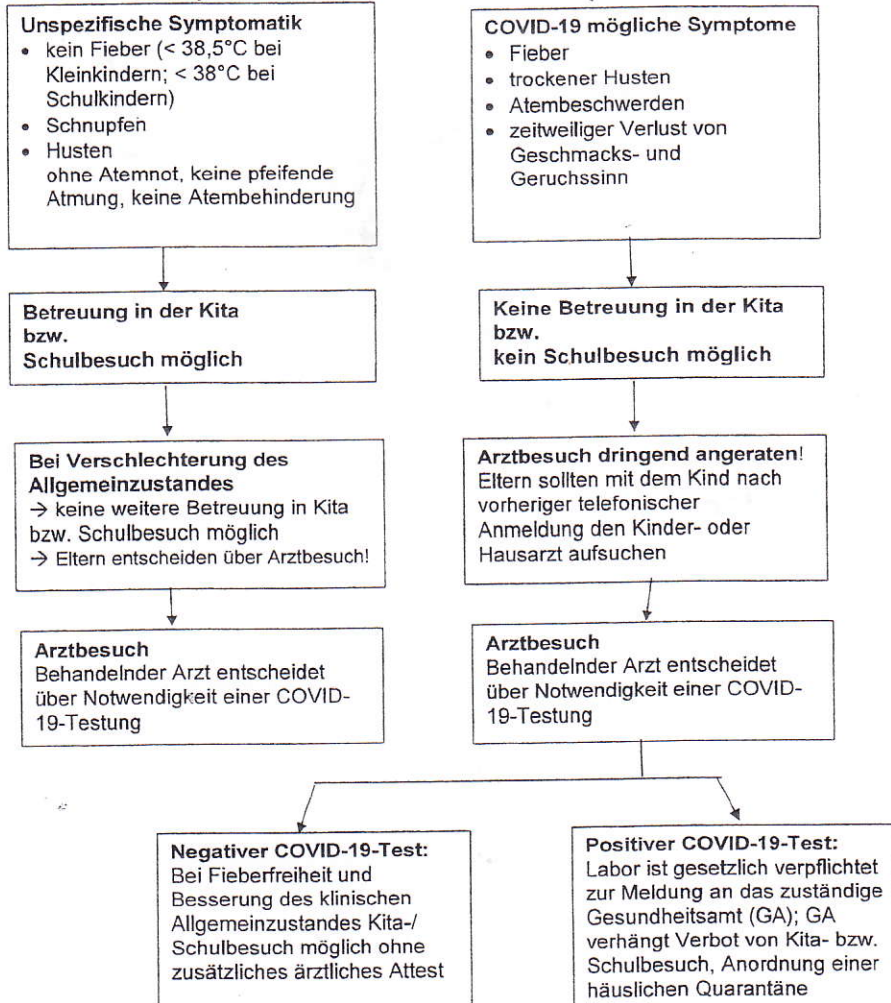 Unspezifische Symptomatik
• kein Fieber (< 38,5°C bei
Kleinkindern; < 38°C bei
Schulkindern)
• Schnupfen
• Husten
ohne Atemnot, keine pfeifende
Atmung, keine Atembehinderung
COVID-19 mögliche Symptome
• Fieber
• trockener Husten
• Atembeschwerden
• zeitweiliger Verlust von
Geschmacks- und
Geruchssinn
Betreuung in der Kita
bzw.
Schulbesuch möglich
Keine Betreuung in der Kita
bzw.
kein Schulbesuch möglich
Bei Verschlechterung des
Allgemeinzustandes
→ keine weitere Betreuung in Kita
bzw. Schulbesuch möglich
→ Eltern entscheiden über Arztbesuch!
Arztbesuch dringend angeraten!
Eltern sollten mit dem Kind nach
vorheriger telefonischer
Anmeldung den Kinder- oder
Hausarzt aufsuchen
Arztbesuch
Behandelnder Arzt entscheidet
über Notwendigkeit einer COVID-
19-Testung
Arztbesuch
Behandelnder Arzt entscheidet
über Notwendigkeit einer COVID-
19-Testung
Negativer COVID-19-Test:
Bei Fieberfreiheit und
Besserung des klinischen
Allgemeinzustandes Kita-/
Schulbesuch möglich ohne
zusätzliches ärztliches Attest
Positiver COVID-19-Test:
Labor ist gesetzlich verpflichtet
zur Meldung an das zuständige
Gesundheitsamt (GA); GA
verhängt Verbot von Kita- bzw.
Schulbesuch, Anordnung einer
häuslichen Quarantäne